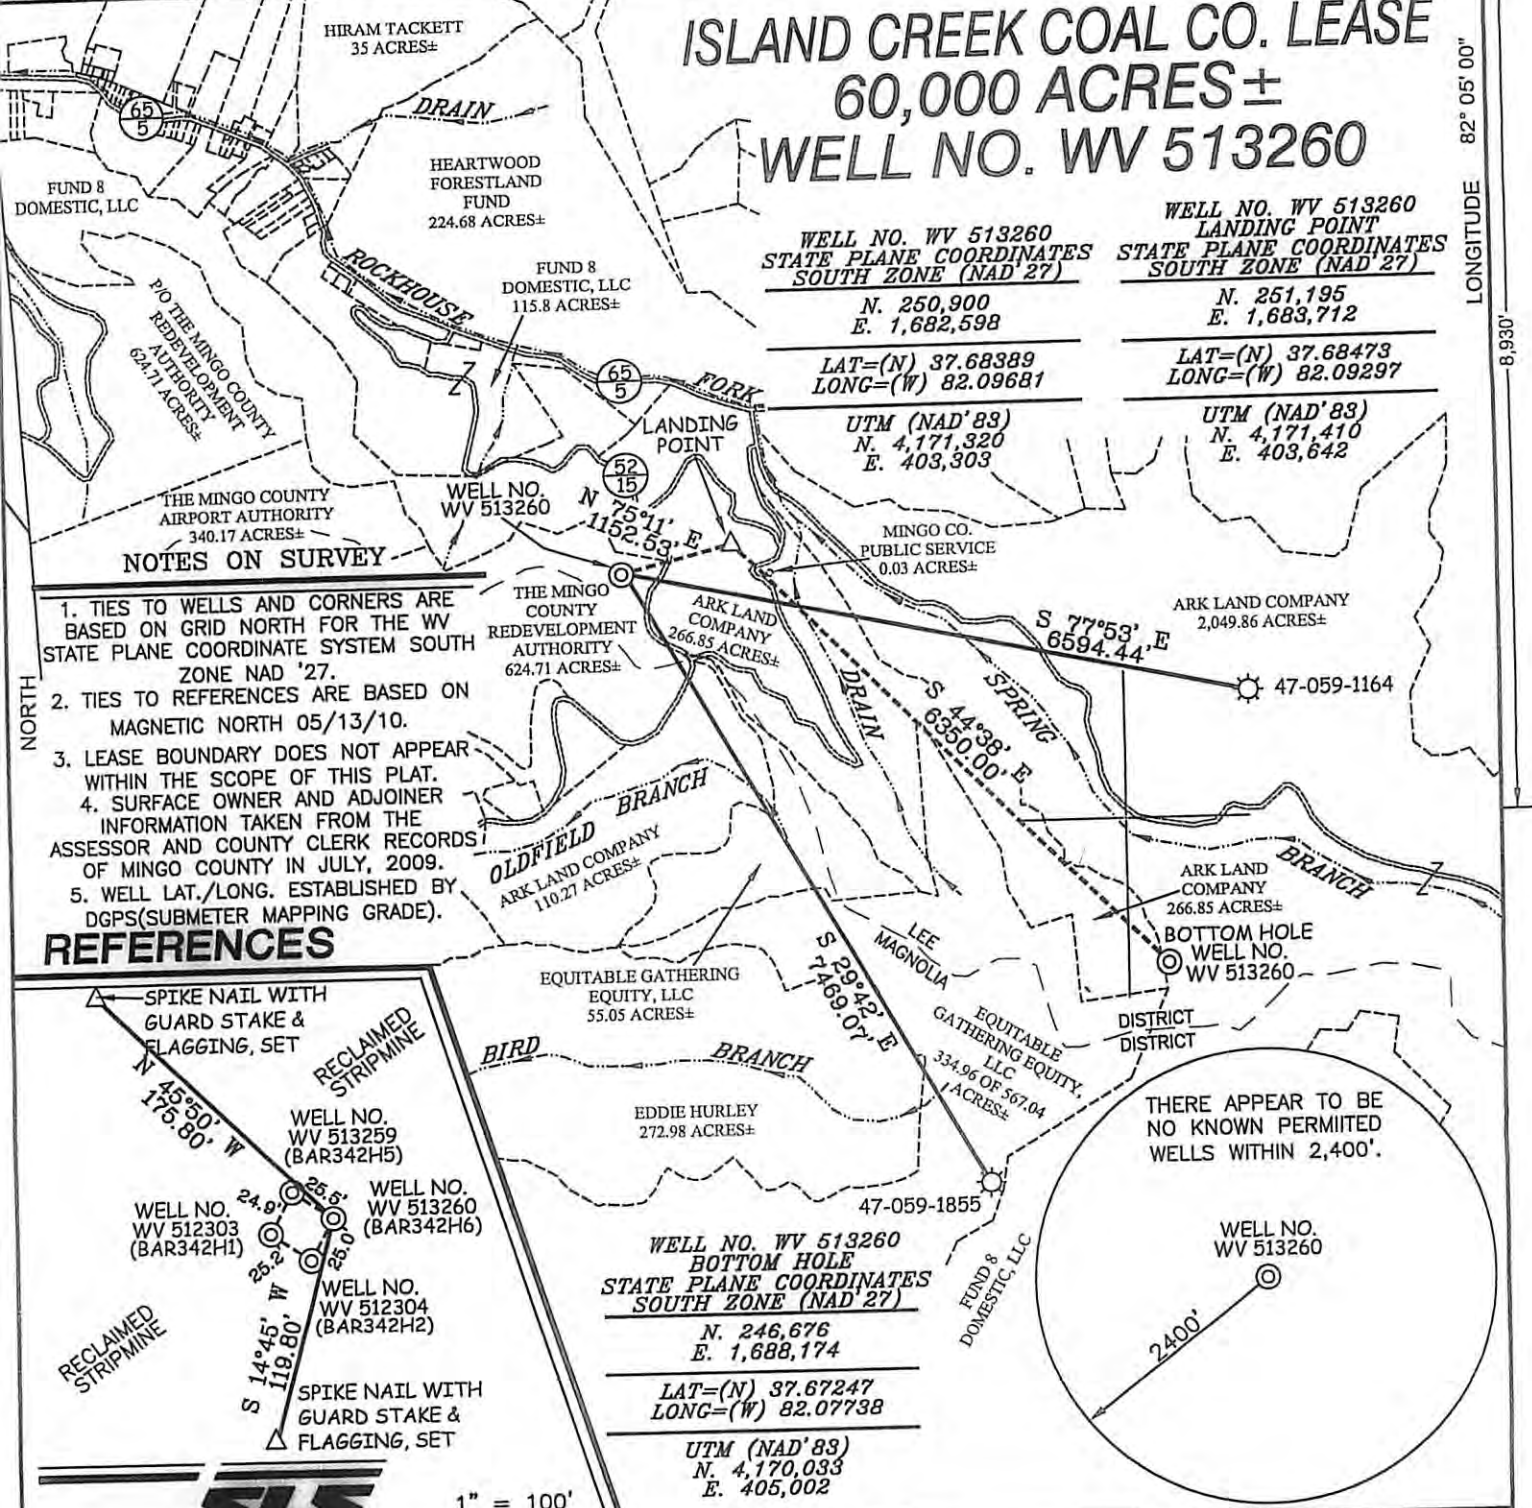 ISLAND CREEK COAL CO. LEASE
60,000 ACRES±
WELL NO. WV 513260
HIRAM TACKETT
35 ACRES±
DRAIN
65
5
HEARTWOOD
FORESTLAND
FUND
224.68 ACRES±
FUND 8
DOMESTIC, LLC
LONGITUDE 82° 05' 00"
8,930'
WELL NO. WV 513260
STATE PLANE COORDINATES
SOUTH ZONE (NAD'27)
N. 250,900
E. 1,682,598
LAT=(N) 37.68389
LONG=(W) 82.09681
UTM (NAD'83)
N. 4,171,320
E. 403,303
WELL NO. WV 513260
LANDING POINT
STATE PLANE COORDINATES
SOUTH ZONE (NAD'27)
N. 251,195
E. 1,683,712
LAT=(N) 37.68473
LONG=(W) 82.09297
UTM (NAD'83)
N. 4,171,410
E. 403,642
P/O THE MINGO COUNTY
REDEVELOPMENT
AUTHORITY
624.71 ACRES±
ROCKHOUSE
FUND 8
DOMESTIC, LLC
115.8 ACRES±
Z
65
5
FORK
LANDING
POINT
52
15
THE MINGO COUNTY
AIRPORT AUTHORITY
340.17 ACRES±
WELL NO.
WV 513260
N 75°11' E
1152.53'
MINGO CO.
PUBLIC SERVICE
0.03 ACRES±
NOTES ON SURVEY
1. TIES TO WELLS AND CORNERS ARE
BASED ON GRID NORTH FOR THE WV
STATE PLANE COORDINATE SYSTEM SOUTH
ZONE NAD '27.
2. TIES TO REFERENCES ARE BASED ON
MAGNETIC NORTH 05/13/10.
3. LEASE BOUNDARY DOES NOT APPEAR
WITHIN THE SCOPE OF THIS PLAT.
4. SURFACE OWNER AND ADJOINER
INFORMATION TAKEN FROM THE
ASSESSOR AND COUNTY CLERK RECORDS
OF MINGO COUNTY IN JULY, 2009.
5. WELL LAT./LONG. ESTABLISHED BY
DGPS(SUBMETER MAPPING GRADE).
NORTH
THE MINGO
COUNTY
REDEVELOPMENT
AUTHORITY
624.71 ACRES±
ARK LAND
COMPANY
266.85 ACRES±
ARK LAND COMPANY
2,049.86 ACRES±
S 77°53' E
6594.44'
47-059-1164
DRAIN
SPRING
S 44°38' E
6350.00'
OLDFIELD BRANCH
ARK LAND COMPANY
110.27 ACRES±
BRANCH
Z
ARK LAND
COMPANY
266.85 ACRES±
BOTTOM HOLE
WELL NO.
WV 513260
LEE
MAGNOLIA
DISTRICT
DISTRICT
S 29°42' E
7469.07'
EQUITABLE GATHERING
EQUITY, LLC
55.05 ACRES±
EQUITABLE
GATHERING EQUITY,
LLC
334.96 OF 567.04
ACRES±
BIRD BRANCH
EDDIE HURLEY
272.98 ACRES±
47-059-1855
FUND 8
DOMESTIC, LLC
THERE APPEAR TO BE
NO KNOWN PERMIITED
WELLS WITHIN 2,400'.
WELL NO.
WV 513260
2400'
REFERENCES
SPIKE NAIL WITH
GUARD STAKE &
FLAGGING, SET
RECLAIMED
STRIPMINE
N 45°50' W
175.80'
WELL NO.
WV 513259
(BAR342H5)
24.9'
25.5'
WELL NO.
WV 513260
(BAR342H6)
WELL NO.
WV 512303
(BAR342H1)
25.2'
25.0'
WELL NO.
WV 512304
(BAR342H2)
RECLAIMED
STRIPMINE
S 14°45' W
119.80'
SPIKE NAIL WITH
GUARD STAKE &
FLAGGING, SET
WELL NO. WV 513260
BOTTOM HOLE
STATE PLANE COORDINATES
SOUTH ZONE (NAD'27)
N. 246,676
E. 1,688,174
LAT=(N) 37.67247
LONG=(W) 82.07738
UTM (NAD'83)
N. 4,170,033
E. 405,002
SLS
1" = 100'